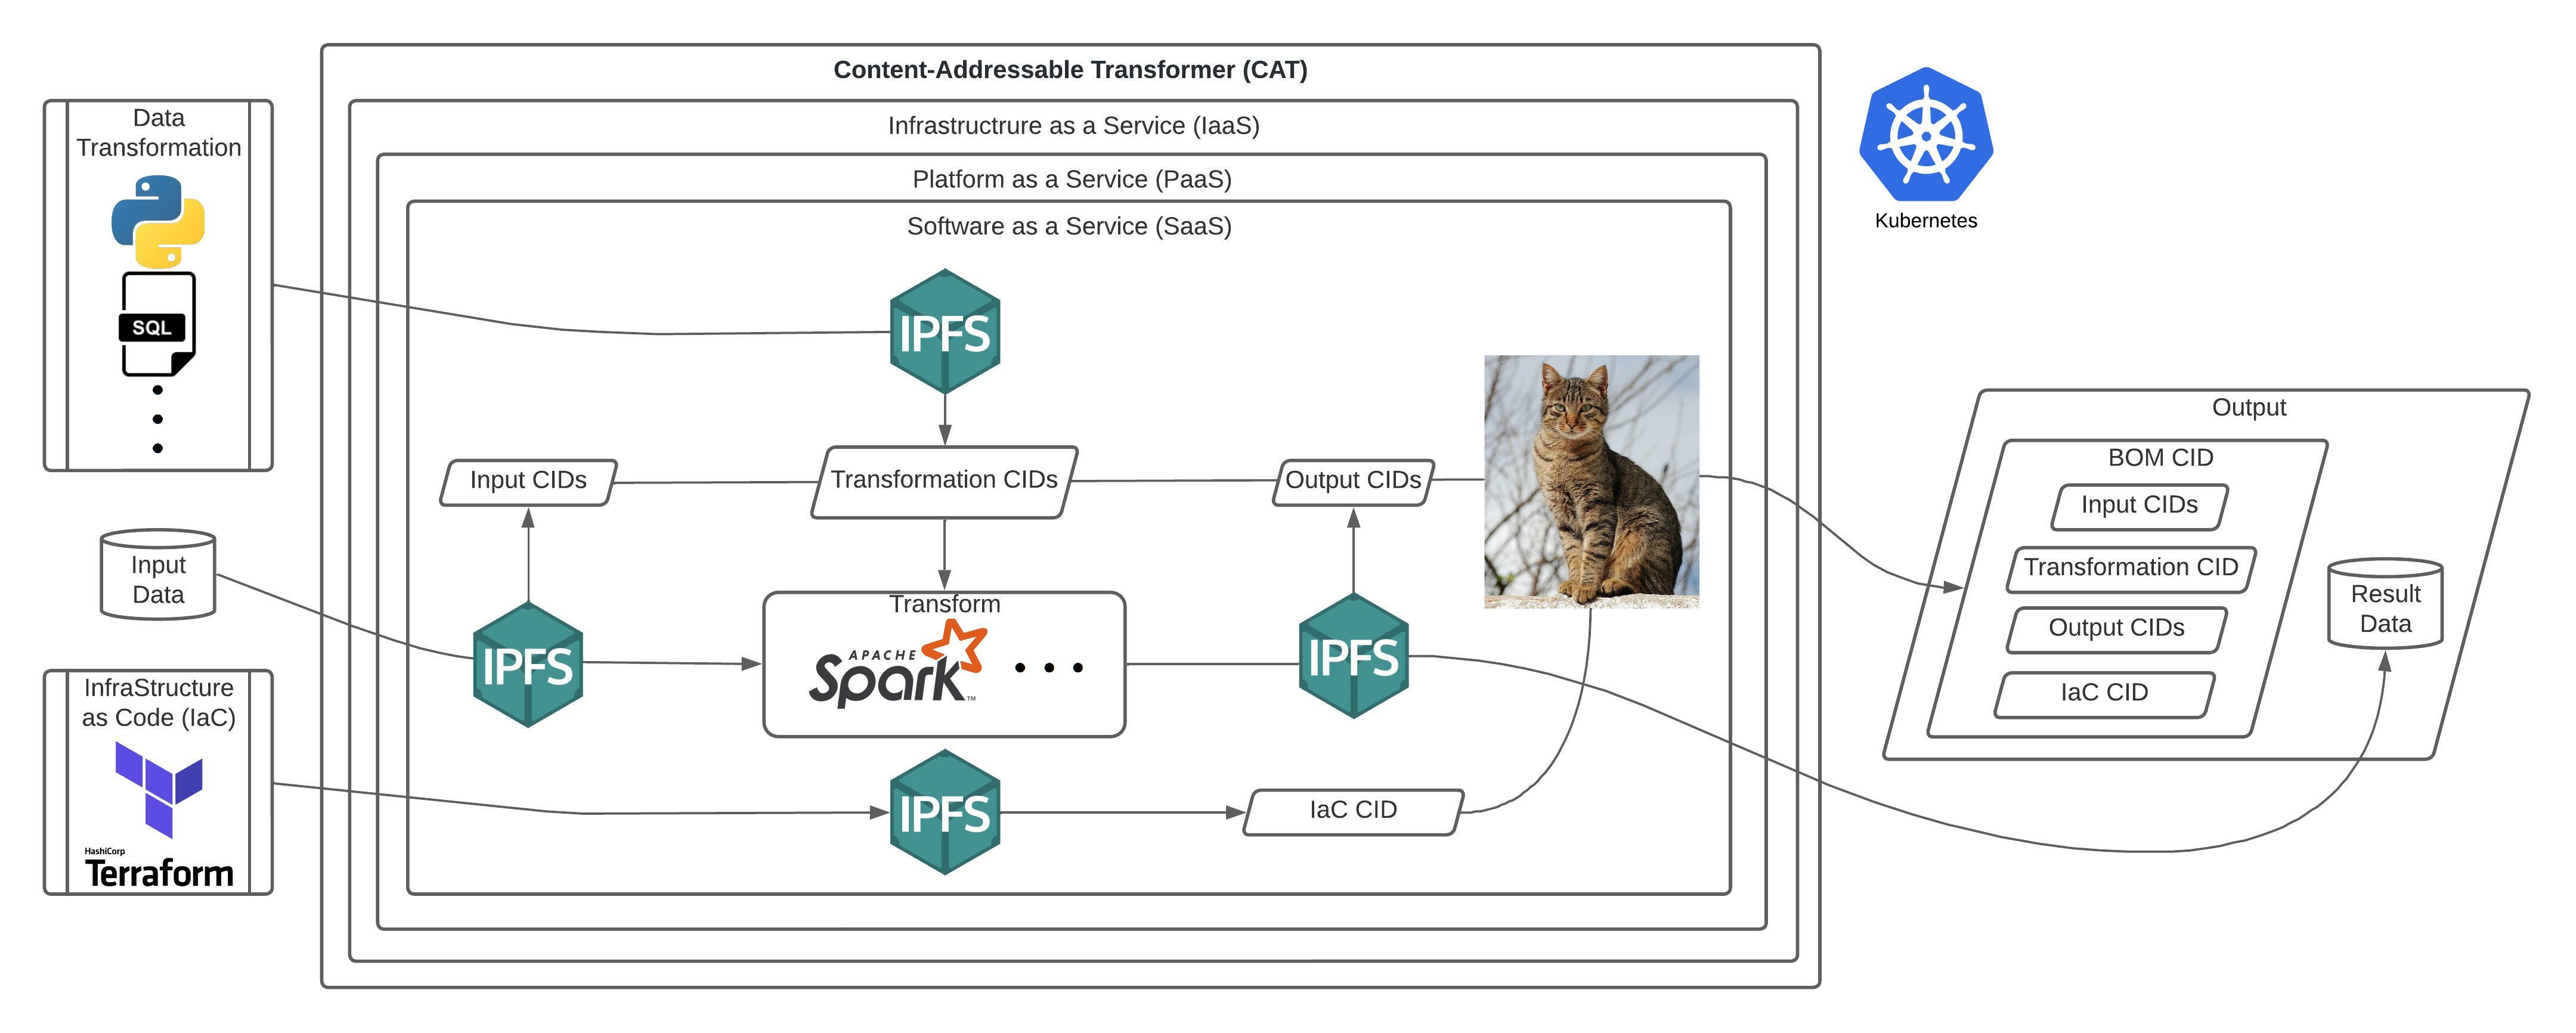 Content-Addressable Transformer (CAT)
Infrastructrure as a Service (IaaS)
Platform as a Service (PaaS)
Software as a Service (SaaS)
Data
Transformation
SQL
Input
Data
InfraStructure
as Code (IaC)
HashiCorp
Terraform
IPFS
Input CIDs
Transformation CIDs
Output CIDs
IPFS
Transform
APACHE
Spark™
IPFS
IPFS
IaC CID
Kubernetes
Output
BOM CID
Input CIDs
Transformation CID
Output CIDs
IaC CID
Result
Data